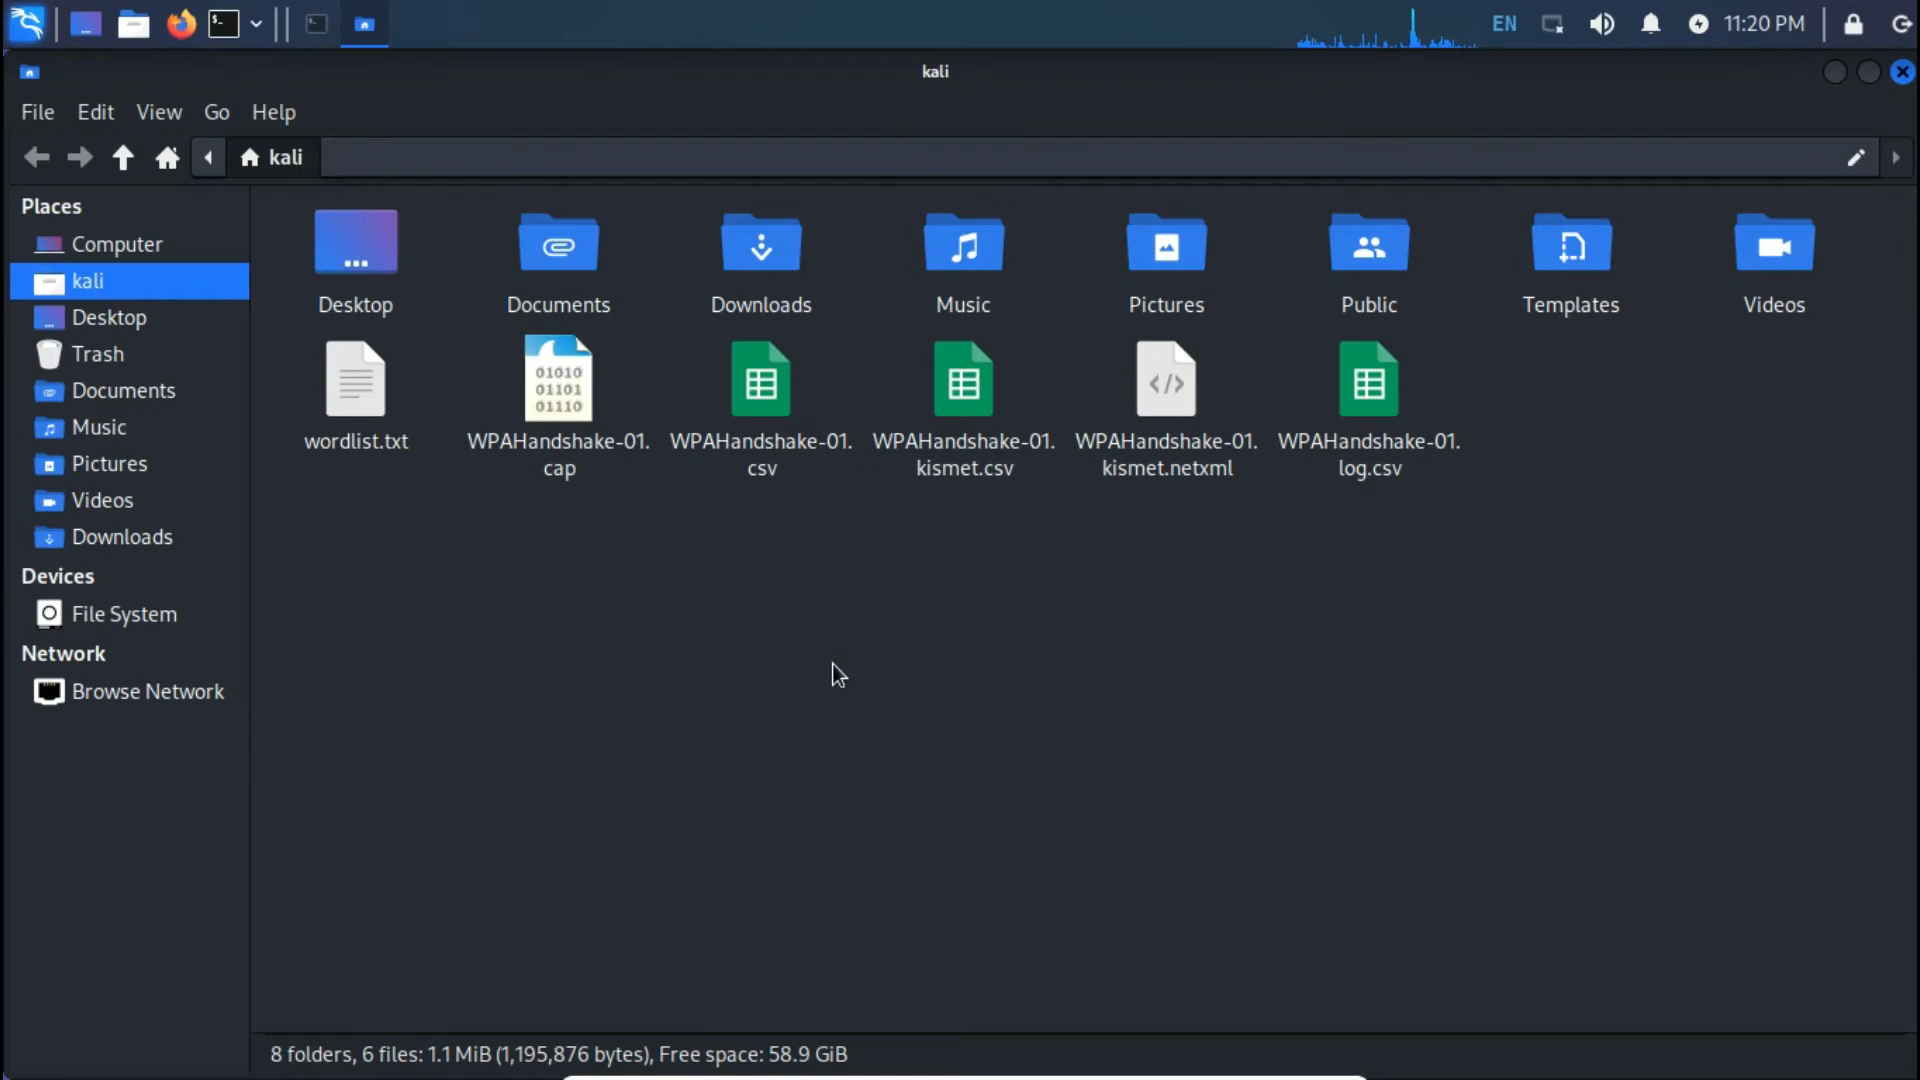 EN
11:20 PM
kali
File Edit View Go Help
kali
Places
Computer
kali
Desktop
Trash
Documents
Music
Pictures
Videos
Downloads
Devices
File System
Network
Browse Network
Desktop
Documents
Downloads
Music
Pictures
Public
Templates
Videos
01010
01101
01110
wordlist.txt
WPAHandshake-01.
cap
WPAHandshake-01.
csv
WPAHandshake-01.
kismet.csv
WPAHandshake-01.
kismet.netxml
WPAHandshake-01.
log.csv
8 folders, 6 files: 1.1 MiB (1,195,876 bytes), Free space: 58.9 GiB